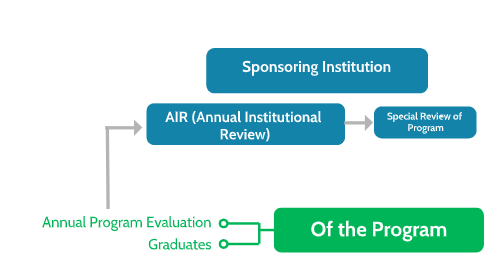 Sponsoring Institution
AIR (Annual Institutional
Review)
Special Review of
Program
Annual Program Evaluation
Graduates
Of the Program